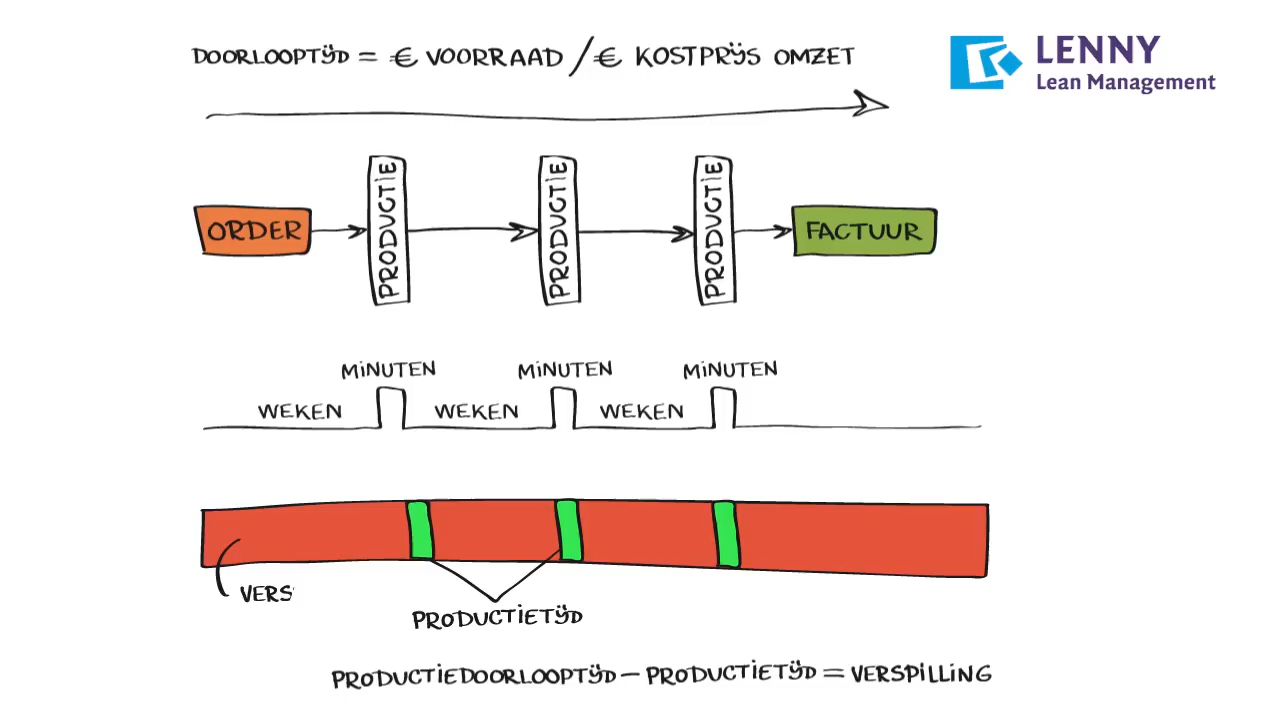 DOORLOOPTIJD = € VOORRAAD / € KOSTPRIJS OMZET
LENNY
Lean Management
ORDER
PRODUCTIE
PRODUCTIE
PRODUCTIE
FACTUUR
MINUTEN MINUTEN MINUTEN
WEKEN WEKEN WEKEN
VERS
PRODUCTIETIJD
PRODUCTIEDOORLOOPTIJD – PRODUCTIETIJD = VERSPILLING